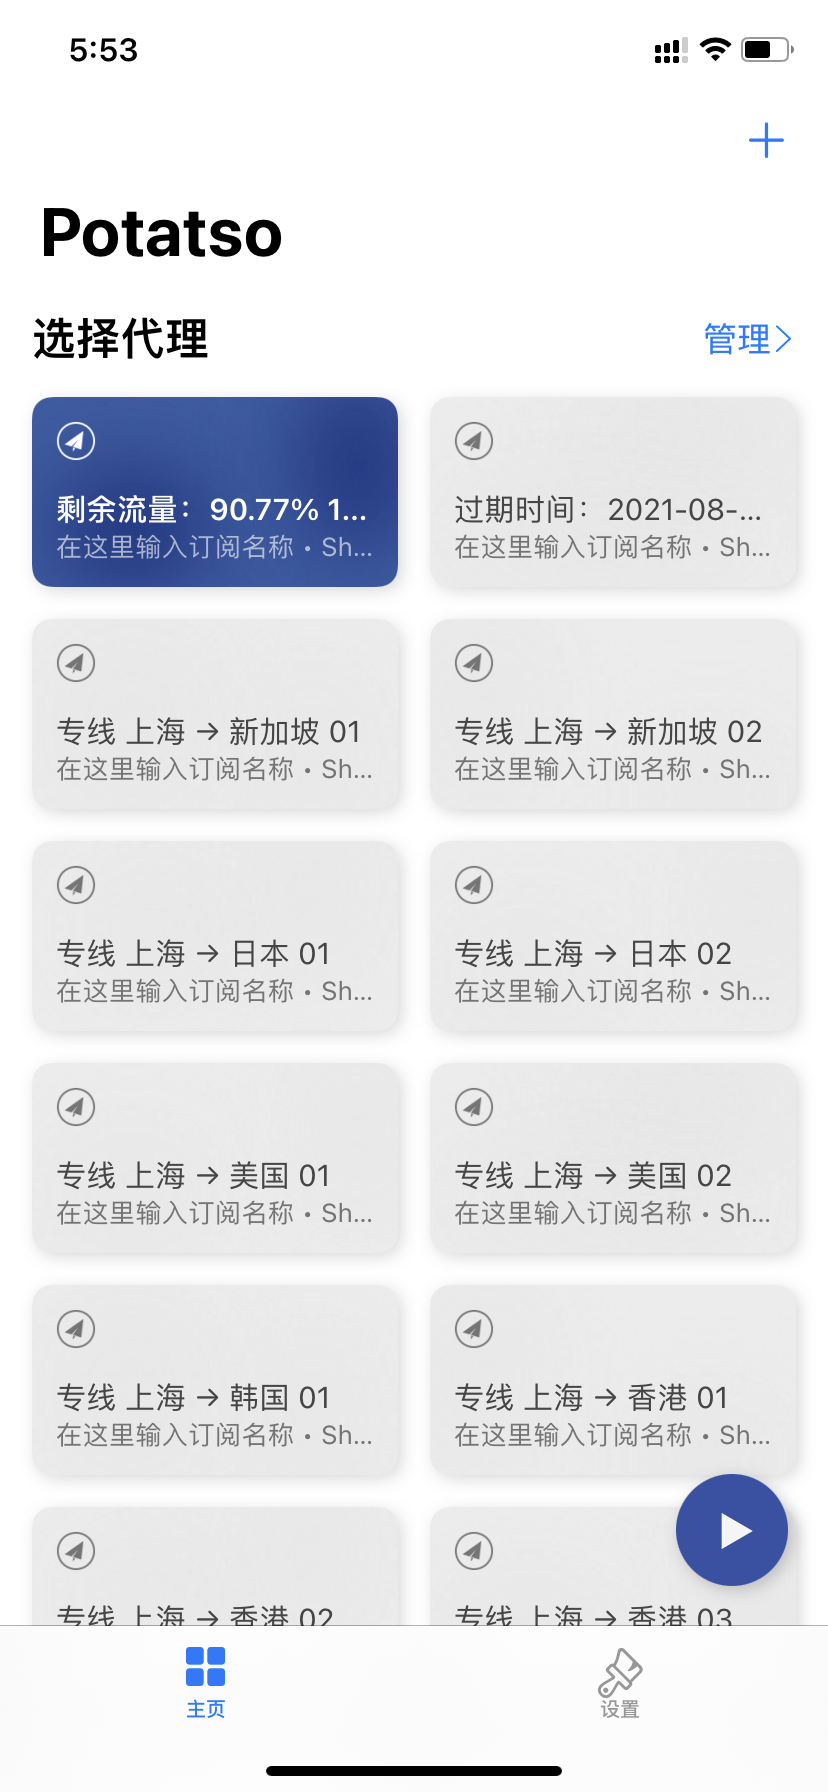 5:53
Potatso
选择代理
管理
剩余流量：90.77% 1...
在这里输入订阅名称 • Sh...
过期时间：2021-08-...
在这里输入订阅名称 • Sh...
专线 上海 → 新加坡 01
在这里输入订阅名称 • Sh...
专线 上海 → 新加坡 02
在这里输入订阅名称 • Sh...
专线 上海 → 日本 01
在这里输入订阅名称 • Sh...
专线 上海 → 日本 02
在这里输入订阅名称 • Sh...
专线 上海 → 美国 01
在这里输入订阅名称 • Sh...
专线 上海 → 美国 02
在这里输入订阅名称 • Sh...
专线 上海 → 韩国 01
在这里输入订阅名称 • Sh...
专线 上海 → 香港 01
在这里输入订阅名称 • Sh...
专线 上海 → 香港 02
专线 上海 → 香港 03
主页
设置